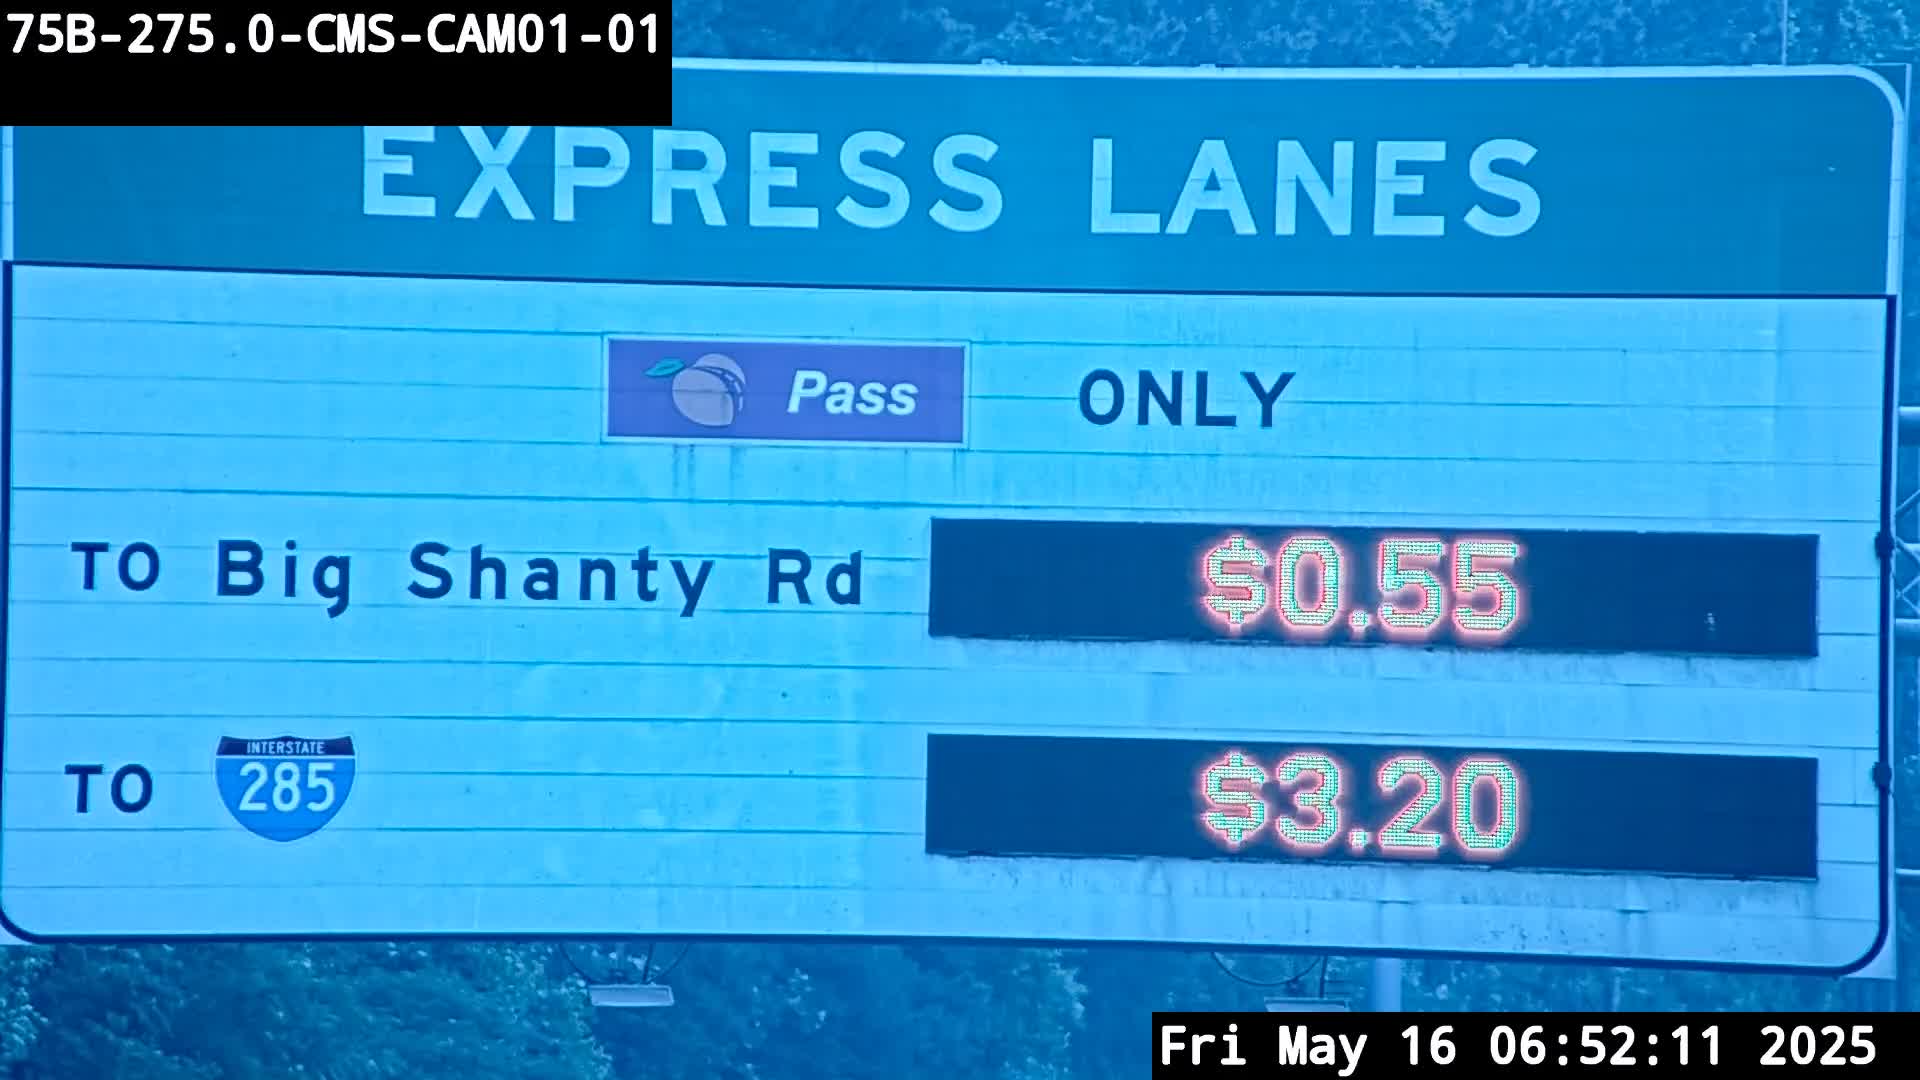 75B-275.0-CMS-CAM01-01
EXPRESS LANES
Pass ONLY
TO Big Shanty Rd $0.55
INTERSTATE
TO 285 $3.20
Fri May 16 06:52:11 2025